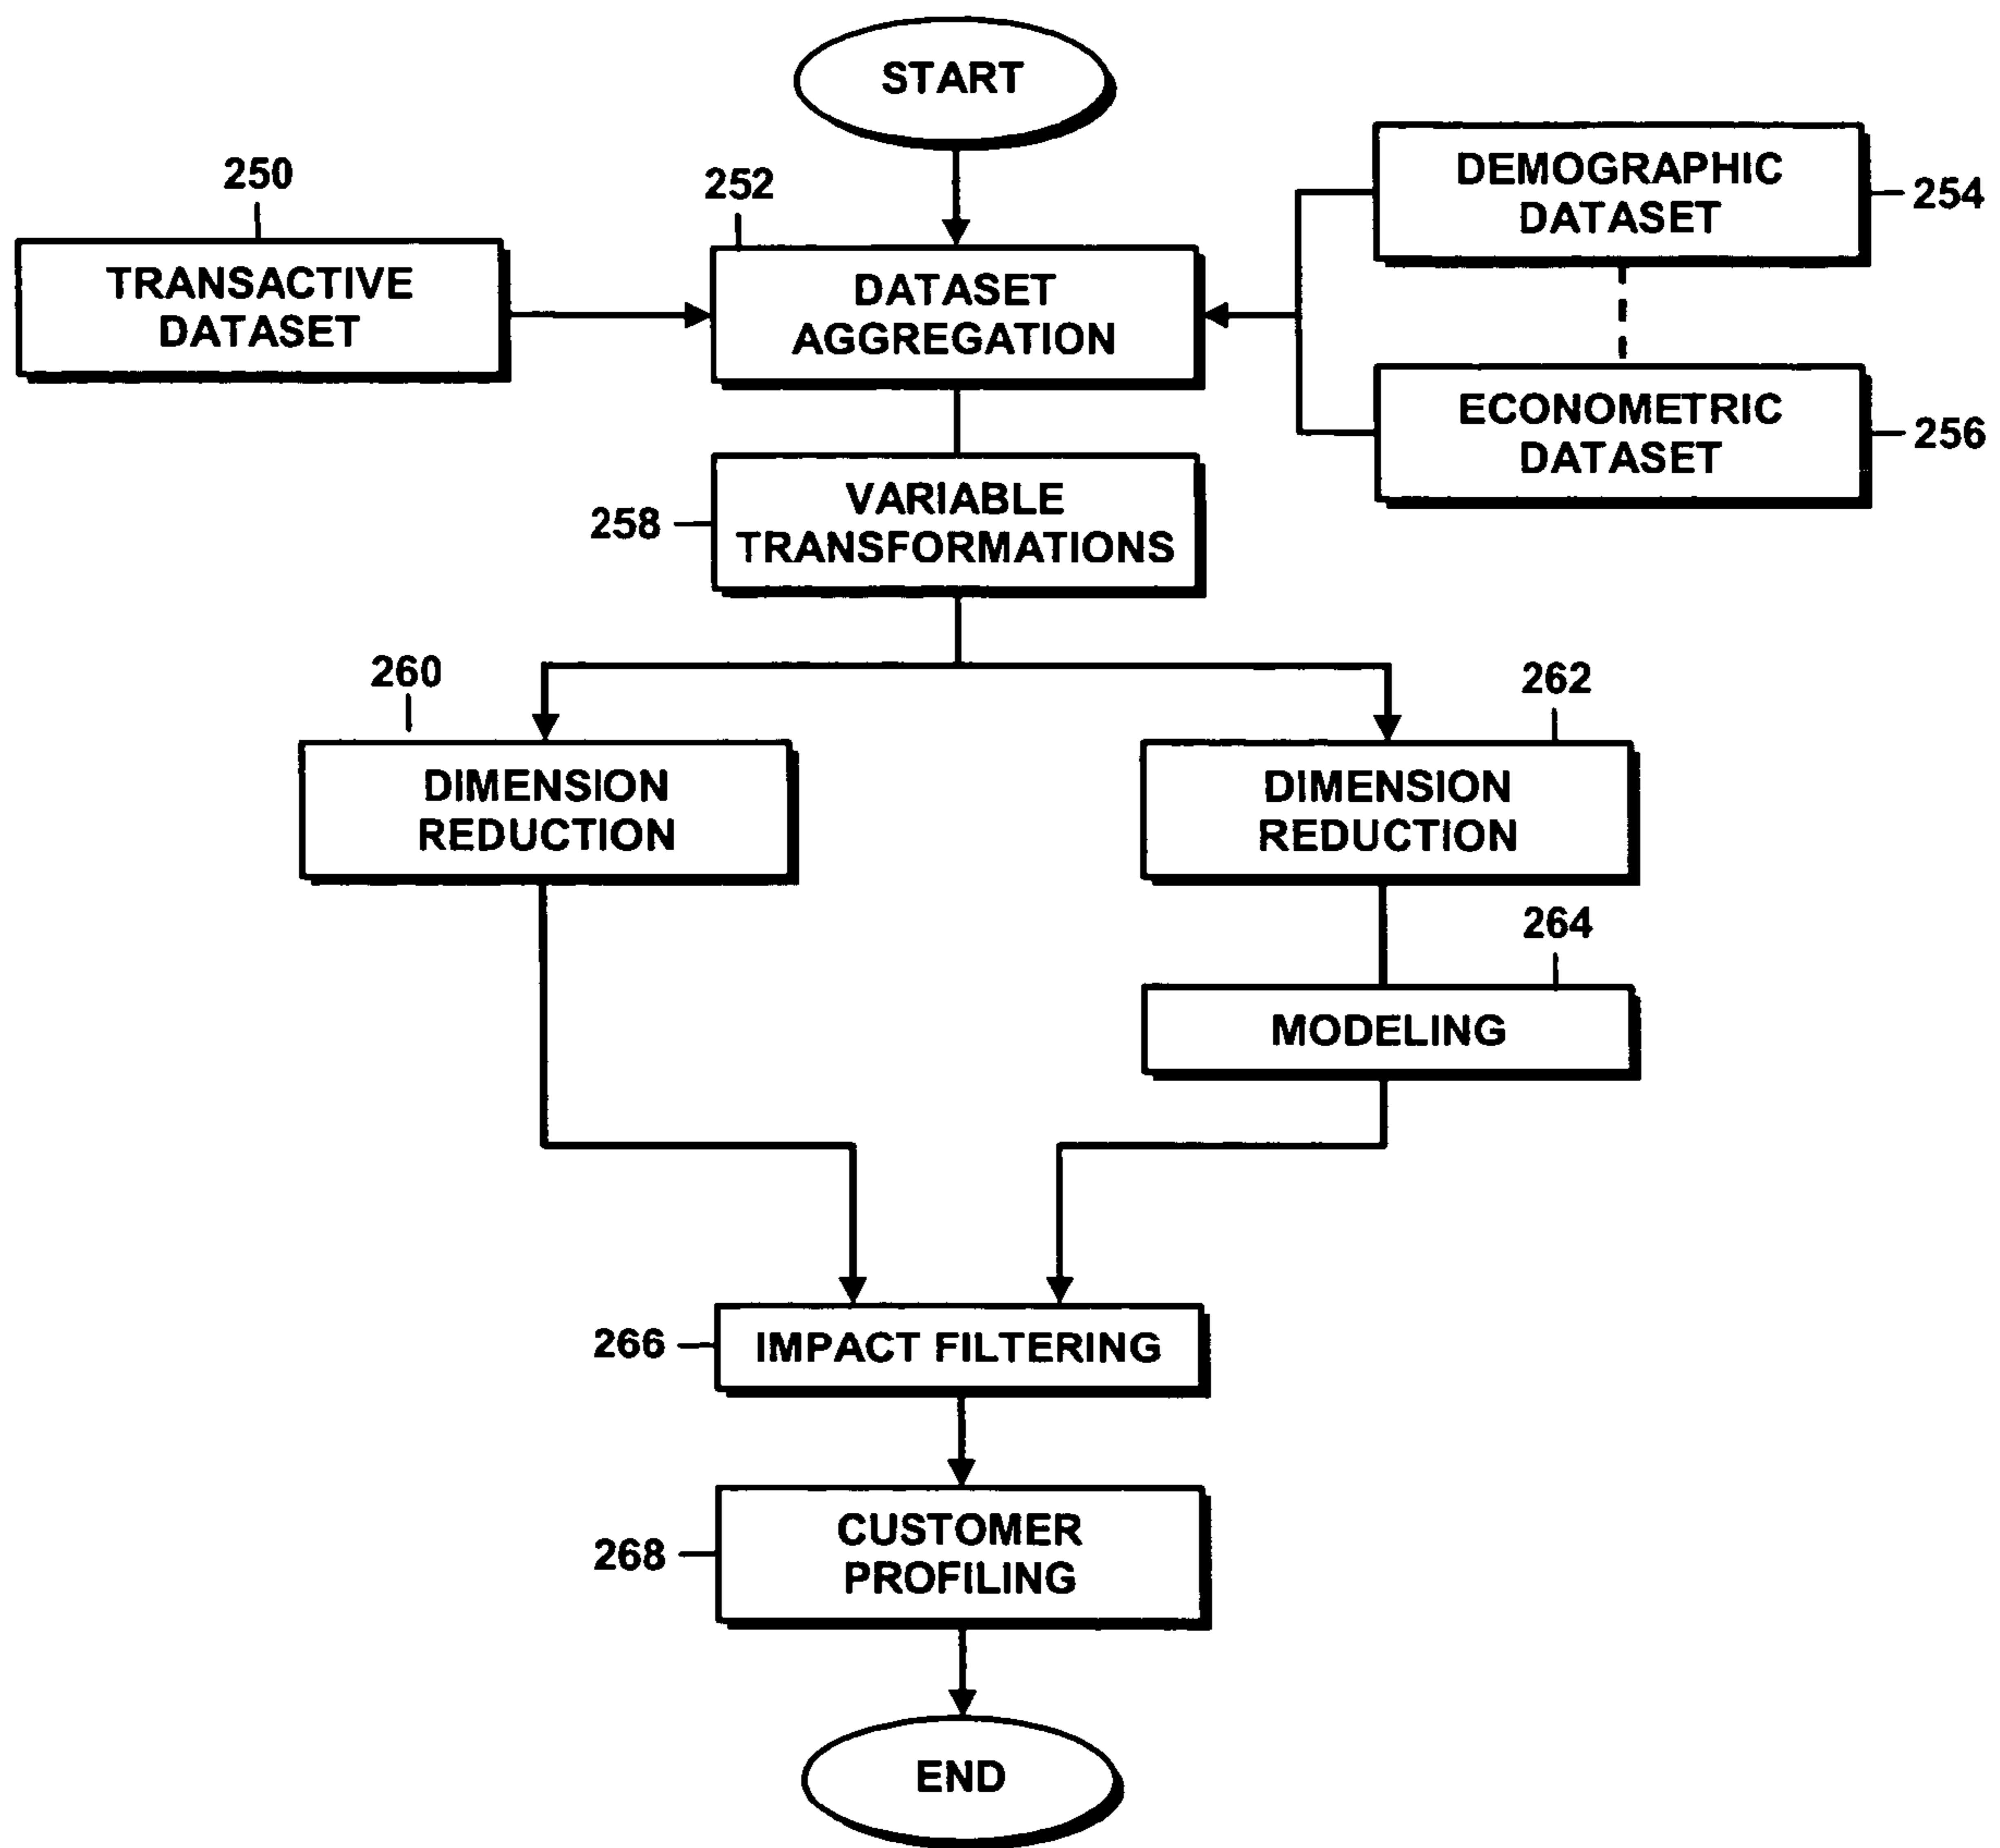 START
250
TRANSACTIVE
DATASET
252
DATASET
AGGREGATION
DEMOGRAPHIC
DATASET
254
ECONOMETRIC
DATASET
256
258
VARIABLE
TRANSFORMATIONS
260
DIMENSION
REDUCTION
262
DIMENSION
REDUCTION
264
MODELING
266
IMPACT FILTERING
268
CUSTOMER
PROFILING
END